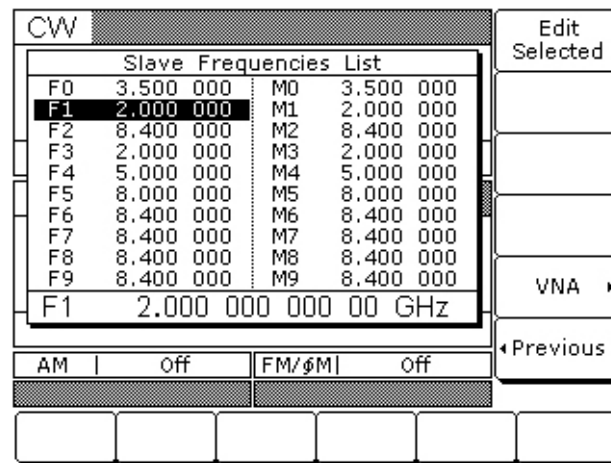 CW
Edit
Selected
Slave Frequencies List
F0 3.500 000 M0 3.500 000
F1 2.000 000 M1 2.000 000
F2 8.400 000 M2 8.400 000
F3 2.000 000 M3 2.000 000
F4 5.000 000 M4 5.000 000
F5 8.000 000 M5 8.000 000
F6 8.400 000 M6 8.400 000
F7 8.400 000 M7 8.400 000
F8 8.400 000 M8 8.400 000
F9 8.400 000 M9 8.400 000
F1 2.000 000 000 00 GHz
VNA
Previous
AM | Off FM/ϕM| Off